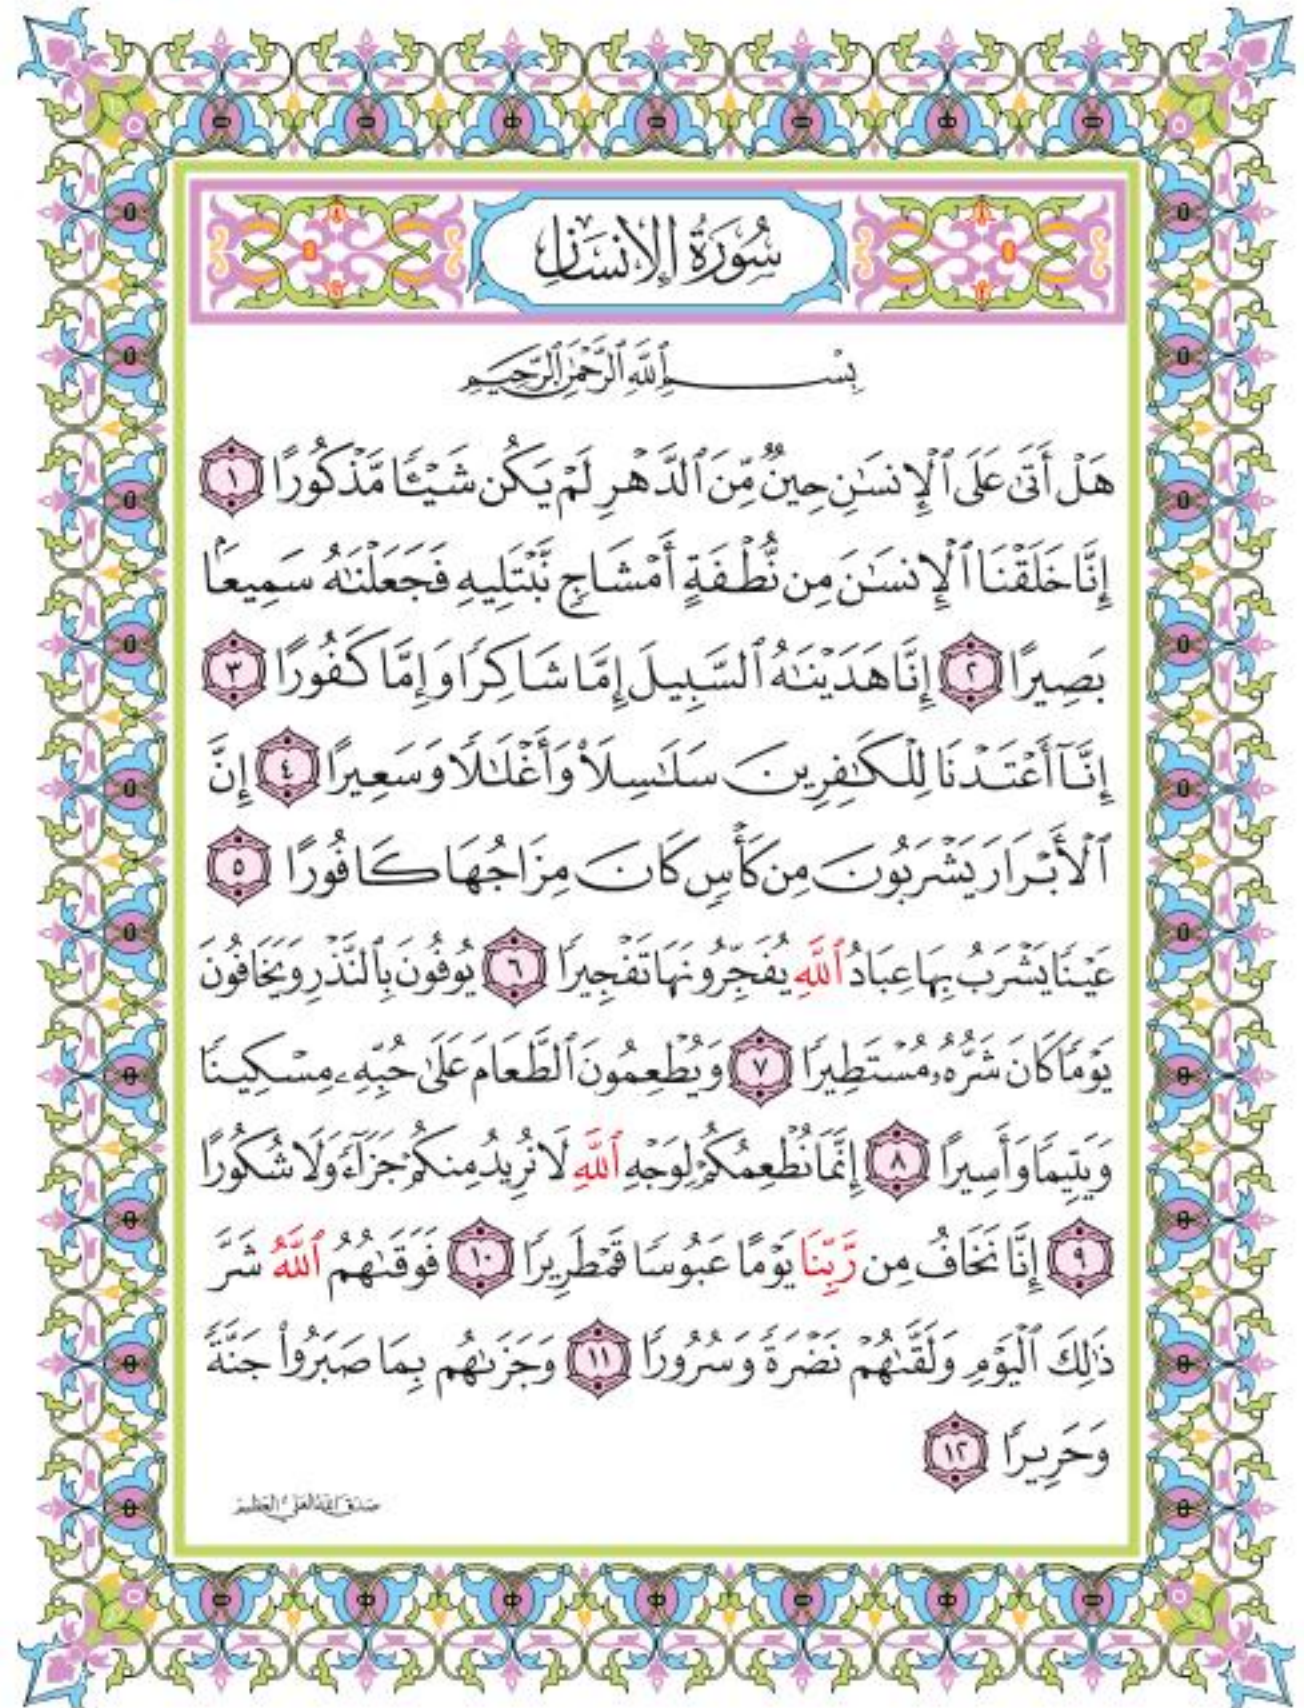 سُورَةُ الإِنسَانِ
بِسْمِ ٱللَّهِ ٱلرَّحْمَٰنِ ٱلرَّحِيمِ
هَلْ أَتَىٰ عَلَى ٱلْإِنسَٰنِ حِينٌ مِّنَ ٱلدَّهْرِ لَمْ يَكُن شَيْـًٔا مَّذْكُورًا ١
إِنَّا خَلَقْنَا ٱلْإِنسَٰنَ مِن نُّطْفَةٍ أَمْشَاجٍ نَّبْتَلِيهِ فَجَعَلْنَٰهُ سَمِيعًۢا
بَصِيرًا ٢ إِنَّا هَدَيْنَٰهُ ٱلسَّبِيلَ إِمَّا شَاكِرًا وَإِمَّا كَفُورًا ٣
إِنَّآ أَعْتَدْنَا لِلْكَٰفِرِينَ سَلَٰسِلَا۟ وَأَغْلَٰلًا وَسَعِيرًا ٤ إِنَّ
ٱلْأَبْرَارَ يَشْرَبُونَ مِن كَأْسٍ كَانَ مِزَاجُهَا كَافُورًا ٥
عَيْنًا يَشْرَبُ بِهَا عِبَادُ ٱللَّهِ يُفَجِّرُونَهَا تَفْجِيرًا ٦ يُوفُونَ بِٱلنَّذْرِ وَيَخَافُونَ
يَوْمًا كَانَ شَرُّهُۥ مُسْتَطِيرًا ٧ وَيُطْعِمُونَ ٱلطَّعَامَ عَلَىٰ حُبِّهِۦ مِسْكِينًا
وَيَتِيمًا وَأَسِيرًا ٨ إِنَّمَا نُطْعِمُكُمْ لِوَجْهِ ٱللَّهِ لَا نُرِيدُ مِنكُمْ جَزَآءً وَلَا شُكُورًا
٩ إِنَّا نَخَافُ مِن رَّبِّنَا يَوْمًا عَبُوسًا قَمْطَرِيرًا ١٠ فَوَقَىٰهُمُ ٱللَّهُ شَرَّ
ذَٰلِكَ ٱلْيَوْمِ وَلَقَّىٰهُمْ نَضْرَةً وَسُرُورًا ١١ وَجَزَىٰهُم بِمَا صَبَرُوا۟ جَنَّةً
وَحَرِيرًا ١٢
صدق الله العلي العظيم